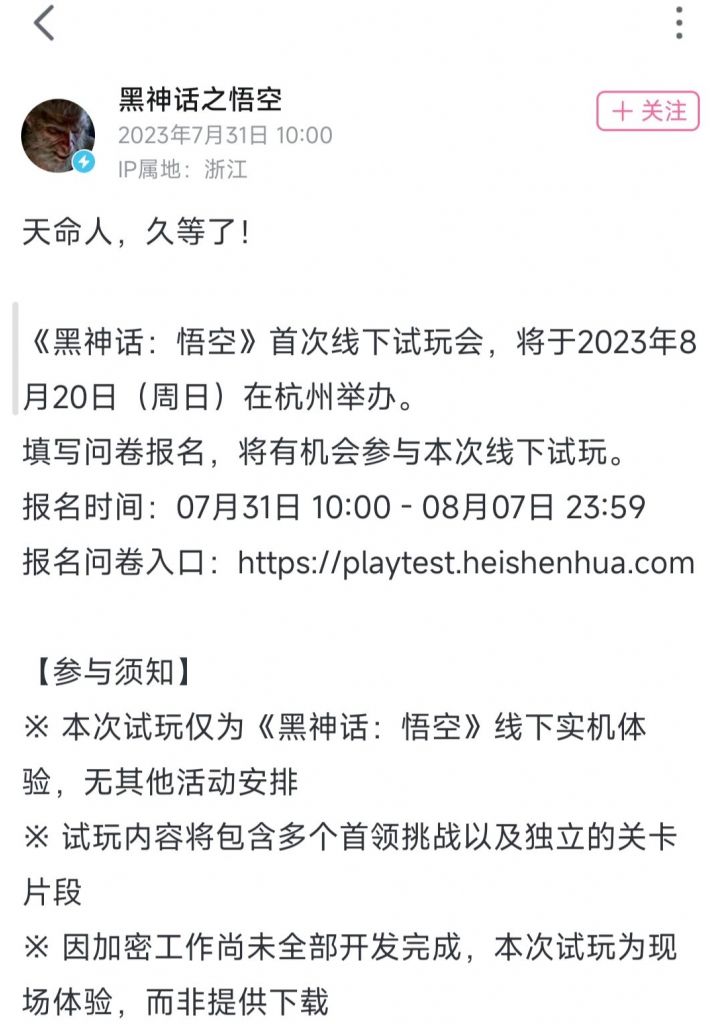 黑神话之悟空
2023年7月31日 10:00
IP属地：浙江
＋ 关注
天命人，久等了！
《黑神话：悟空》首次线下试玩会，将于2023年8
月20日（周日）在杭州举办。
填写问卷报名，将有机会参与本次线下试玩。
报名时间：07月31日 10:00 - 08月07日 23:59
报名问卷入口：https://playtest.heishenhua.com
【参与须知】
※ 本次试玩仅为《黑神话：悟空》线下实机体
验，无其他活动安排
※ 试玩内容将包含多个首领挑战以及独立的关卡
片段
※ 因加密工作尚未全部开发完成，本次试玩为现
场体验，而非提供下载